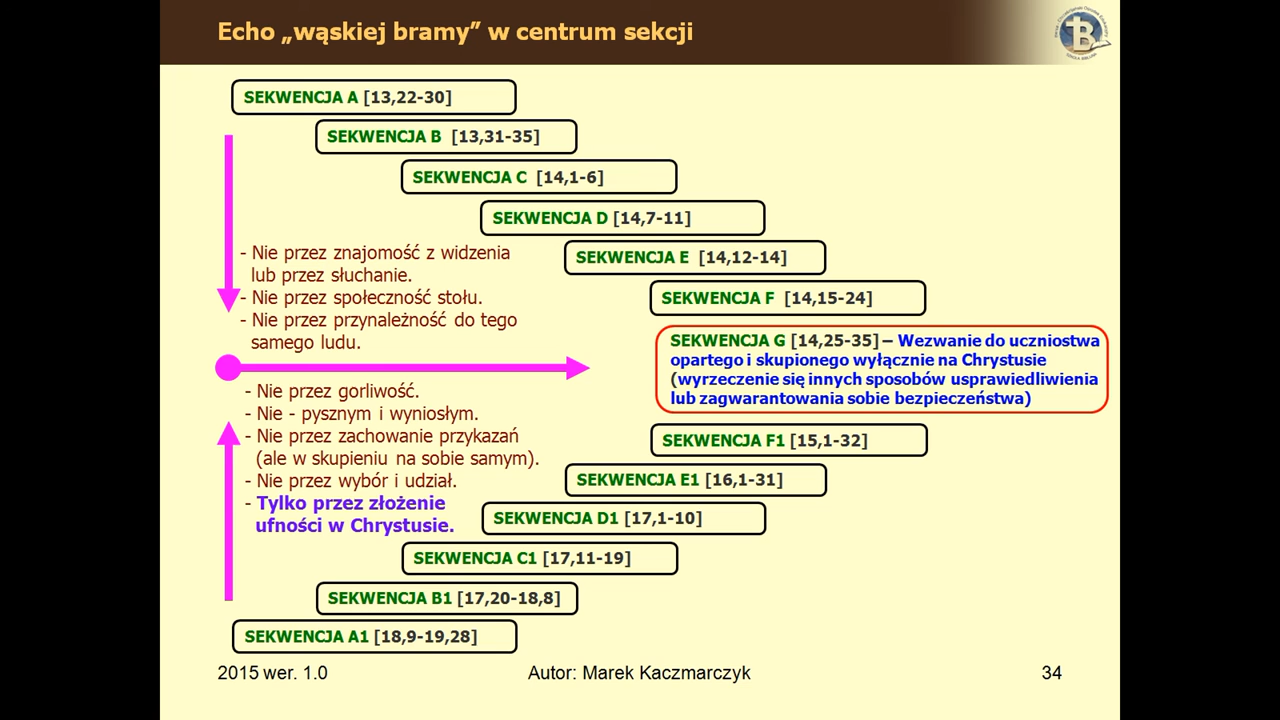 Echo „wąskiej bramy” w centrum sekcji
SEKWENCJA A [13,22-30]
SEKWENCJA B [13,31-35]
SEKWENCJA C [14,1-6]
SEKWENCJA D [14,7-11]
SEKWENCJA E [14,12-14]
SEKWENCJA F [14,15-24]
- Nie przez znajomość z widzenia
lub przez słuchanie.
- Nie przez społeczność stołu.
- Nie przez przynależność do tego
samego ludu.
SEKWENCJA G [14,25-35] – Wezwanie do uczniostwa
opartego i skupionego wyłącznie na Chrystusie
(wyrzeczenie się innych sposobów usprawiedliwienia
lub zagwarantowania sobie bezpieczeństwa)
- Nie przez gorliwość.
- Nie - pysznym i wyniosłym.
- Nie przez zachowanie przykazań
(ale w skupieniu na sobie samym).
- Nie przez wybór i udział.
- Tylko przez złożenie
ufności w Chrystusie.
SEKWENCJA F1 [15,1-32]
SEKWENCJA E1 [16,1-31]
SEKWENCJA D1 [17,1-10]
SEKWENCJA C1 [17,11-19]
SEKWENCJA B1 [17,20-18,8]
SEKWENCJA A1 [18,9-19,28]
2015 wer. 1.0
Autor: Marek Kaczmarczyk
34